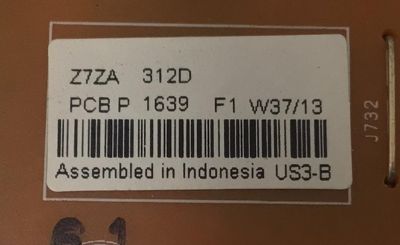 Z7ZA 312D
PCB P 1639 F1 W37/13
Assembled in Indonesia US3-B
J732